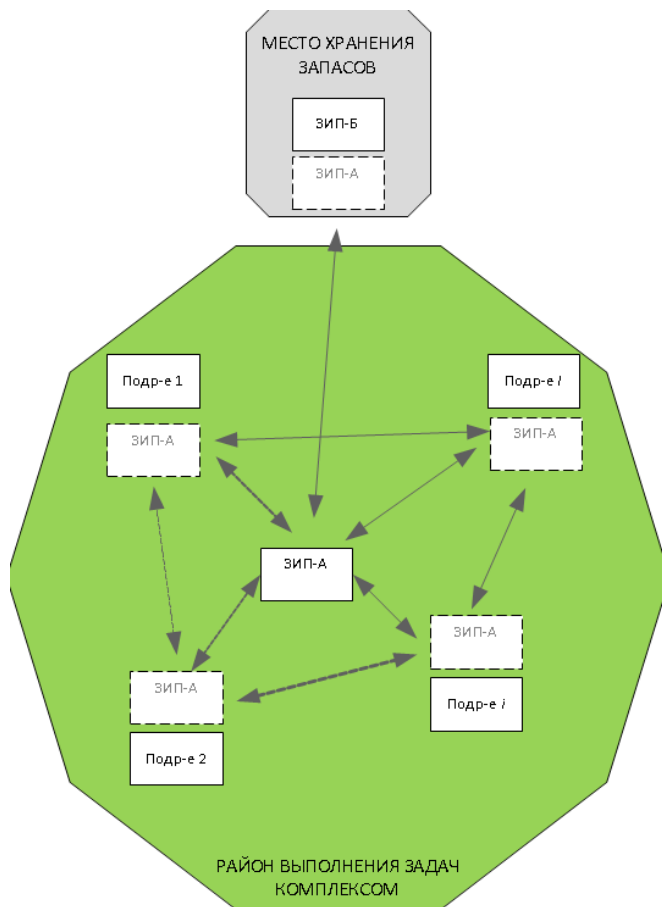 МЕСТО ХРАНЕНИЯ
ЗАПАСОВ
ЗИП-Б
ЗИП-А
Подр-е 1
Подр-е I
ЗИП-А
ЗИП-А
ЗИП-А
ЗИП-А
ЗИП-А
Подр-е i
Подр-е 2
РАЙОН ВЫПОЛНЕНИЯ ЗАДАЧ
КОМПЛЕКСОМ